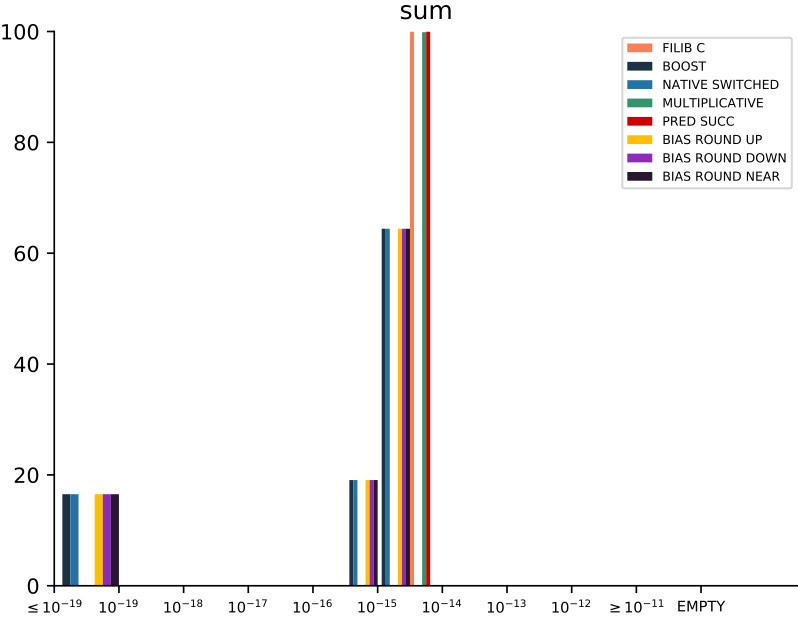 sum
100
80
60
40
20
0
≤10⁻¹⁹ 10⁻¹⁹ 10⁻¹⁸ 10⁻¹⁷ 10⁻¹⁶ 10⁻¹⁵ 10⁻¹⁴ 10⁻¹³ 10⁻¹² ≥10⁻¹¹ EMPTY
FILIB C
BOOST
NATIVE SWITCHED
MULTIPLICATIVE
PRED SUCC
BIAS ROUND UP
BIAS ROUND DOWN
BIAS ROUND NEAR